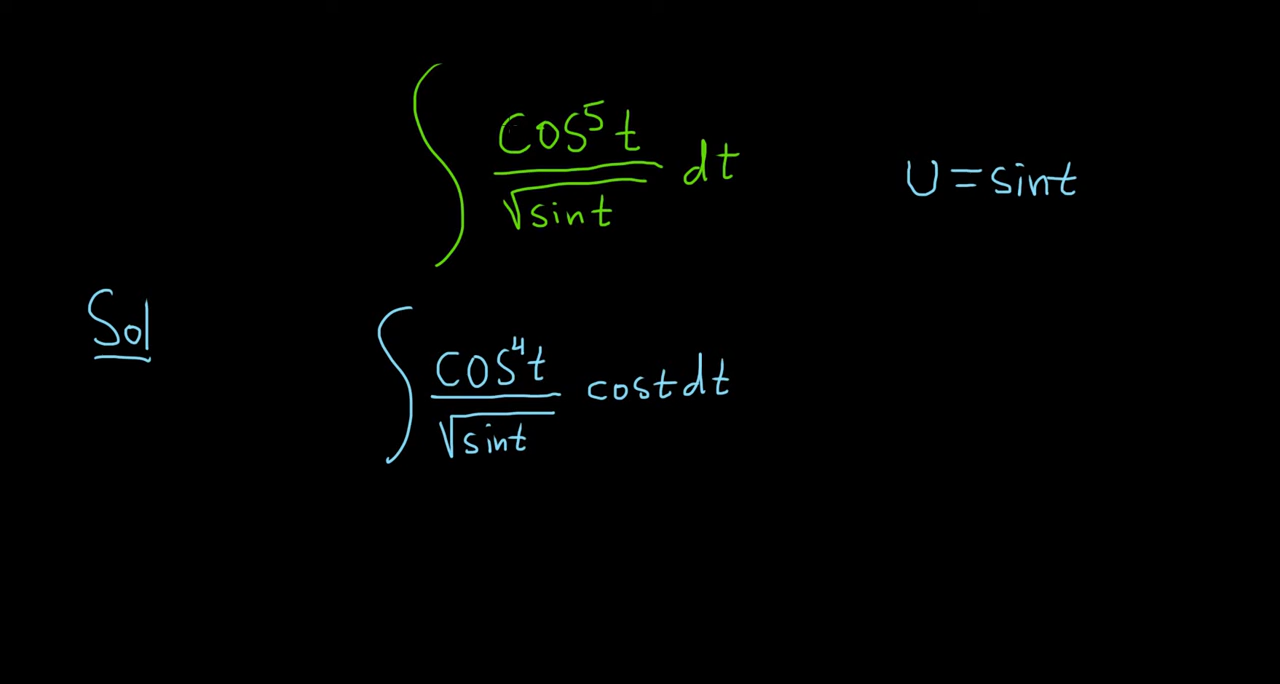 ∫ cos⁵t / √sint dt
U = sint
Sol
∫ cos⁴t / √sint cost dt